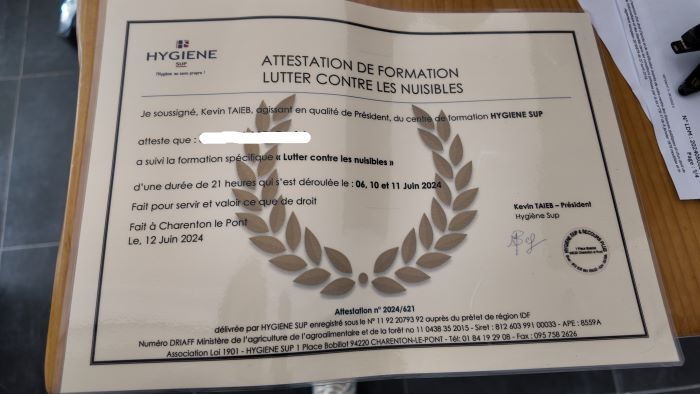 HYGIENE
SUP
l'Hygiène au sens propre !
ATTESTATION DE FORMATION
LUTTER CONTRE LES NUISIBLES
Je soussigné, Kevin TAIEB, agissant en qualité de Président, du centre de formation HYGIENE SUP
atteste que :
a suivi la formation spécifique « Lutter contre les nuisibles »
d'une durée de 21 heures qui s'est déroulée le : 06, 10 et 11 Juin 2024
Fait pour servir et valoir ce que de droit
Fait à Charenton le Pont
Le, 12 Juin 2024
Kevin TAIEB – Président
Hygiène Sup
HYGIENE SUP
1 Place Bobillot
Attestation n° 2024/621
délivrée par HYGIENE SUP enregistré sous le N° 11 92 20793 92 auprès du préfet de région IDF
Numéro DRIAFF Ministère de l'agriculture de l'agroalimentaire et de la forêt no 11 0438 35 2015 - Siret : 812 603 991 00033 - APE : 8559A
Association Loi 1901 - HYGIENE SUP 1 Place Bobillot 94220 CHARENTON-LE-PONT - Tél: 01 84 19 29 08 - Fax : 095 758 2626